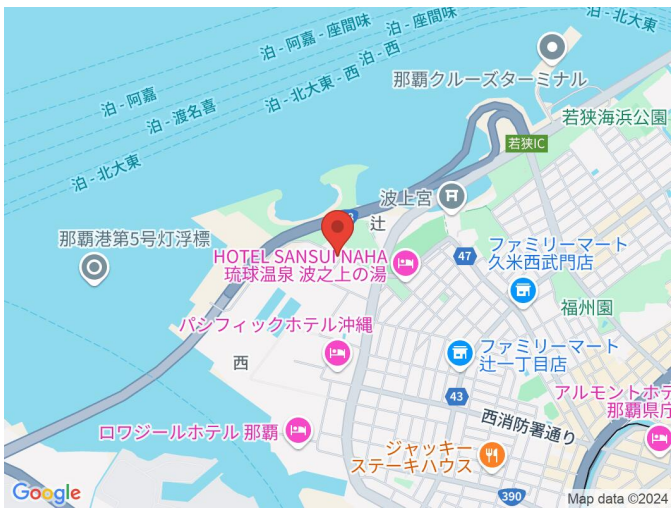 泊 - 阿嘉 - 座間味
泊 - 座間味
泊 - 北大東
泊 - 阿嘉
泊 - 渡名喜
泊 - 北大東 - 西
泊 - 西
泊 - 北大東
那覇クルーズターミナル
若狭海浜公園
若狭IC
波上宮
辻
那覇港第5号灯浮標
HOTEL SANSUI NAHA
琉球温泉 波之上の湯
47
ファミリーマート
久米西武門店
福州園
パシフィックホテル沖縄
西
ファミリーマート
辻一丁目店
43
アルモントホテ
那覇県庁
西消防署通り
ロワジールホテル 那覇
ジャッキー
ステーキハウス
390
Google
Map data ©2024